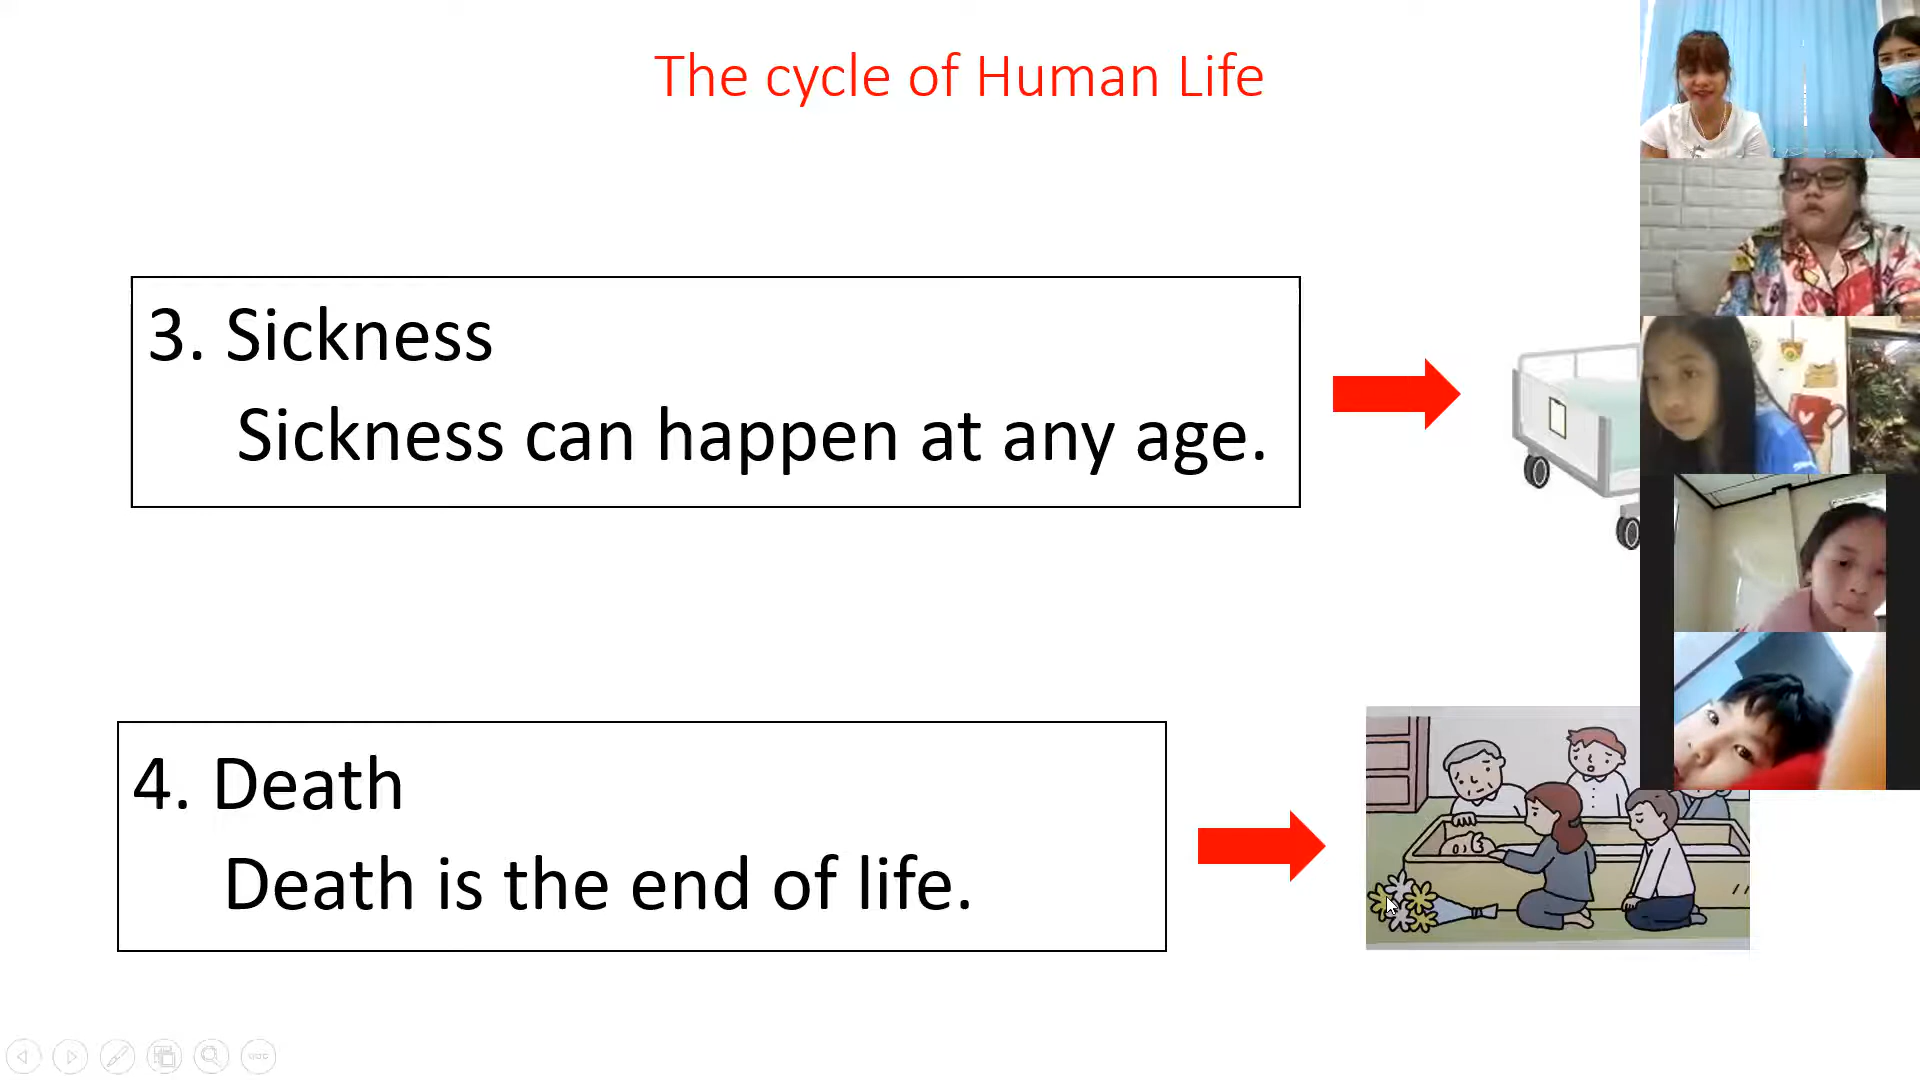 The cycle of Human Life
3. Sickness
Sickness can happen at any age.
4. Death
Death is the end of life.